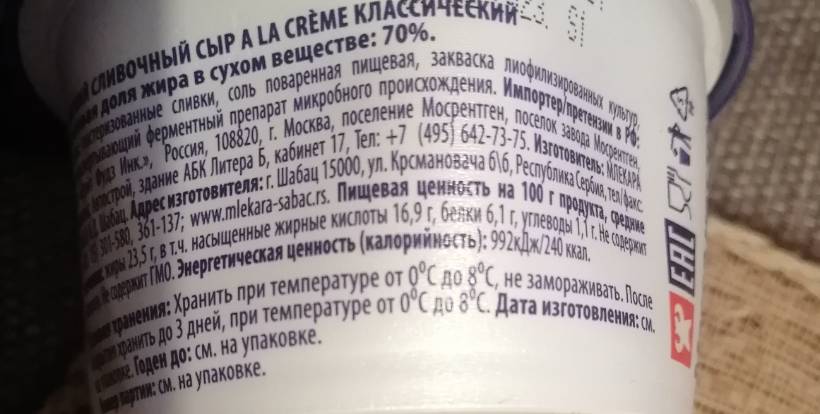 СЛИВОЧНЫЙ СЫР A LA CRÈME КЛАССИЧЕСКИЙ
доля жира в сухом веществе: 70%.
сливки, соль поваренная пищевая, закваска лиофилизированных культур,
ферментный препарат микробного происхождения. Импортер/претензии в РФ:
Фудз Инк.», Россия, 108820, г. Москва, поселение Мосрентген, поселок завода Мосрентген,
здание АБК Литера Б, кабинет 17, Тел: +7 (495) 642-73-75. Изготовитель: МЛЕКАРА
Шабац. Адрес изготовителя: г. Шабац 15000, ул. Крсмановача б\б, Республика Сербия, тел/факс:
301-580, 361-137; www.mlekara-sabac.rs. Пищевая ценность на 100 г продукта, средние
жиры 23,5 г, в т.ч. насыщенные жирные кислоты 16,9 г, белки 6,1 г, углеводы 1,1 г. Не содержит
Не содержит ГМО. Энергетическая ценность (калорийность): 992кДж/240 ккал.
хранения: Хранить при температуре от 0°C до 8°C, не замораживать. После
хранить до 3 дней, при температуре от 0°C до 8°C. Дата изготовления: см.
Годен до: см. на упаковке.
партии: см. на упаковке.
EAC